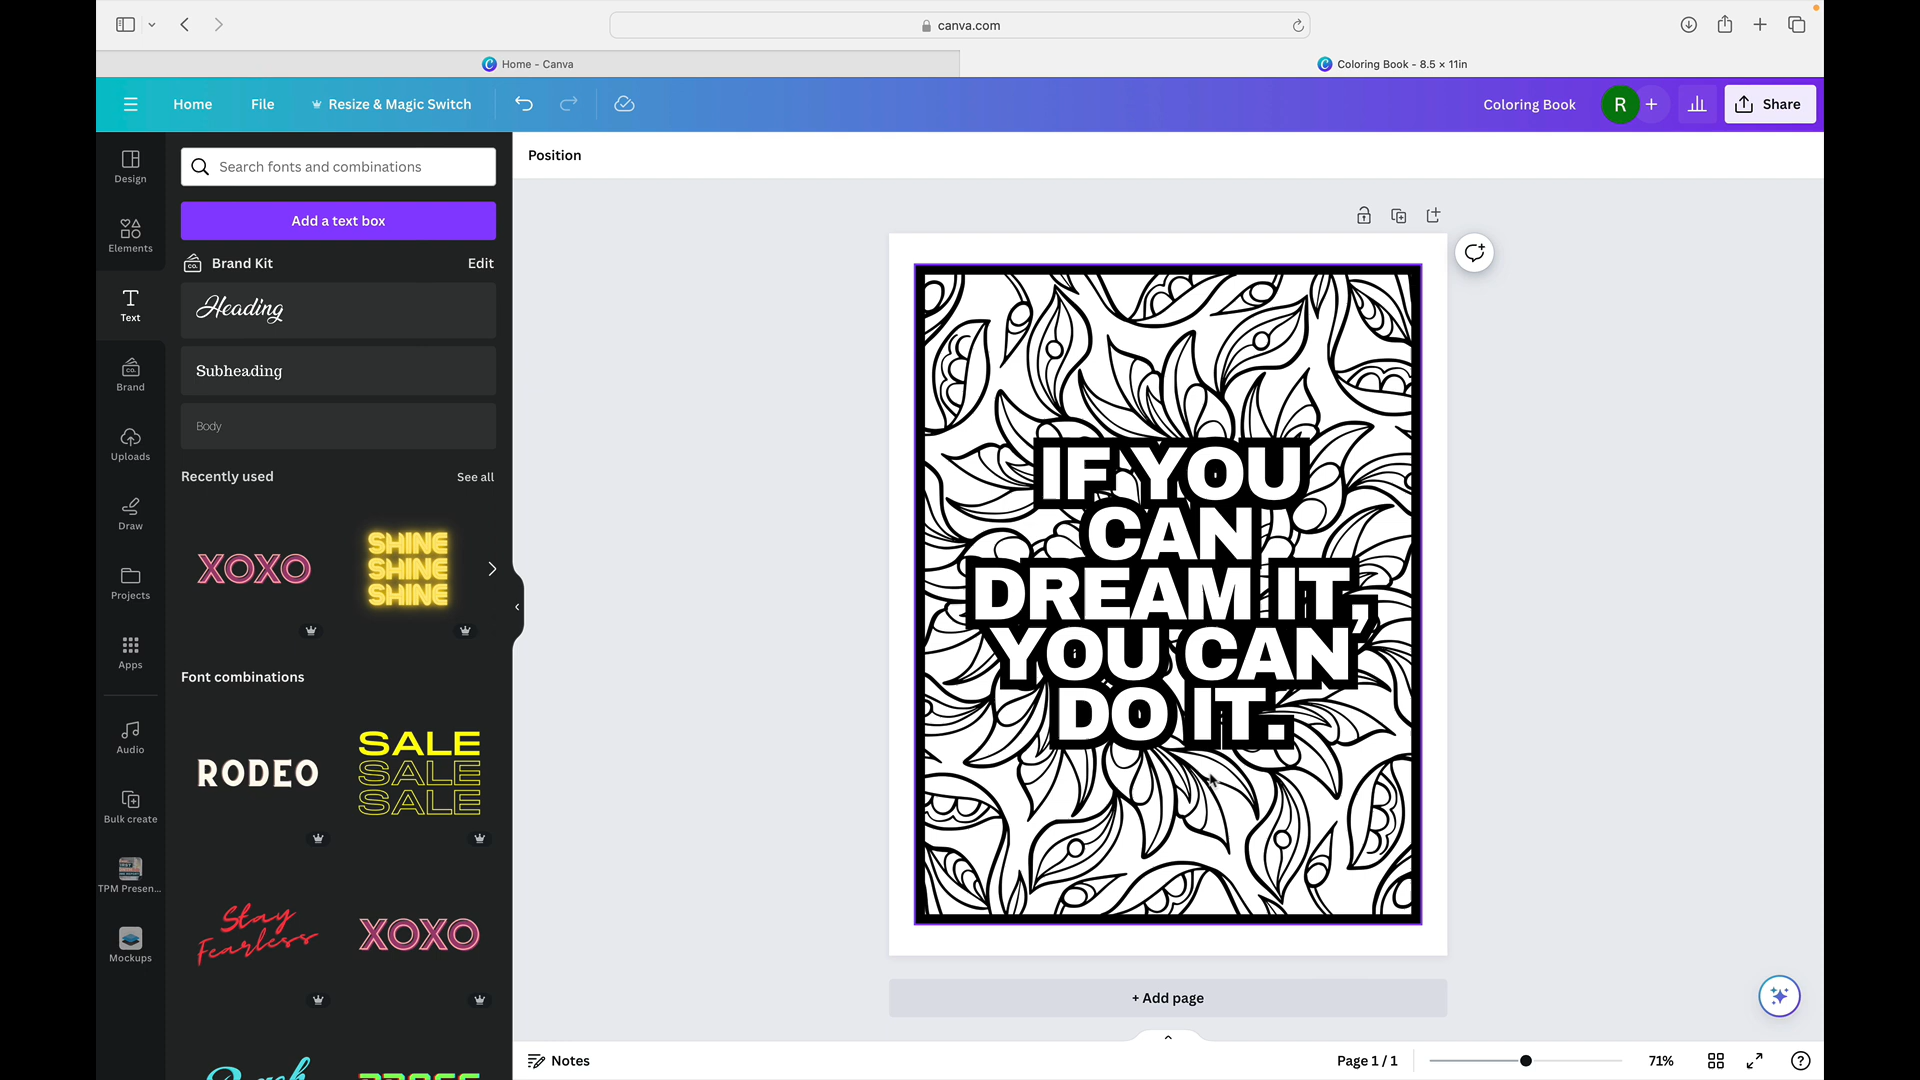 canva.com
Home - Canva
Coloring Book - 8.5 × 11in
Home
File
Resize & Magic Switch
Coloring Book
R
Share
Design
Elements
Text
Brand
Uploads
Draw
Projects
Apps
Audio
Bulk create
TPM Presen...
Mockups
Search fonts and combinations
Add a text box
CO.
Brand Kit
Edit
Heading
Subheading
Body
Recently used
See all
XOXO
SHINE
SHINE
SHINE
Font combinations
RODEO
SALE
SALE
SALE
Stay
Fearless
XOXO
Position
IF YOU
CAN
DREAM IT,
YOU CAN
DO IT.
+ Add page
Notes
Page 1 / 1
71%